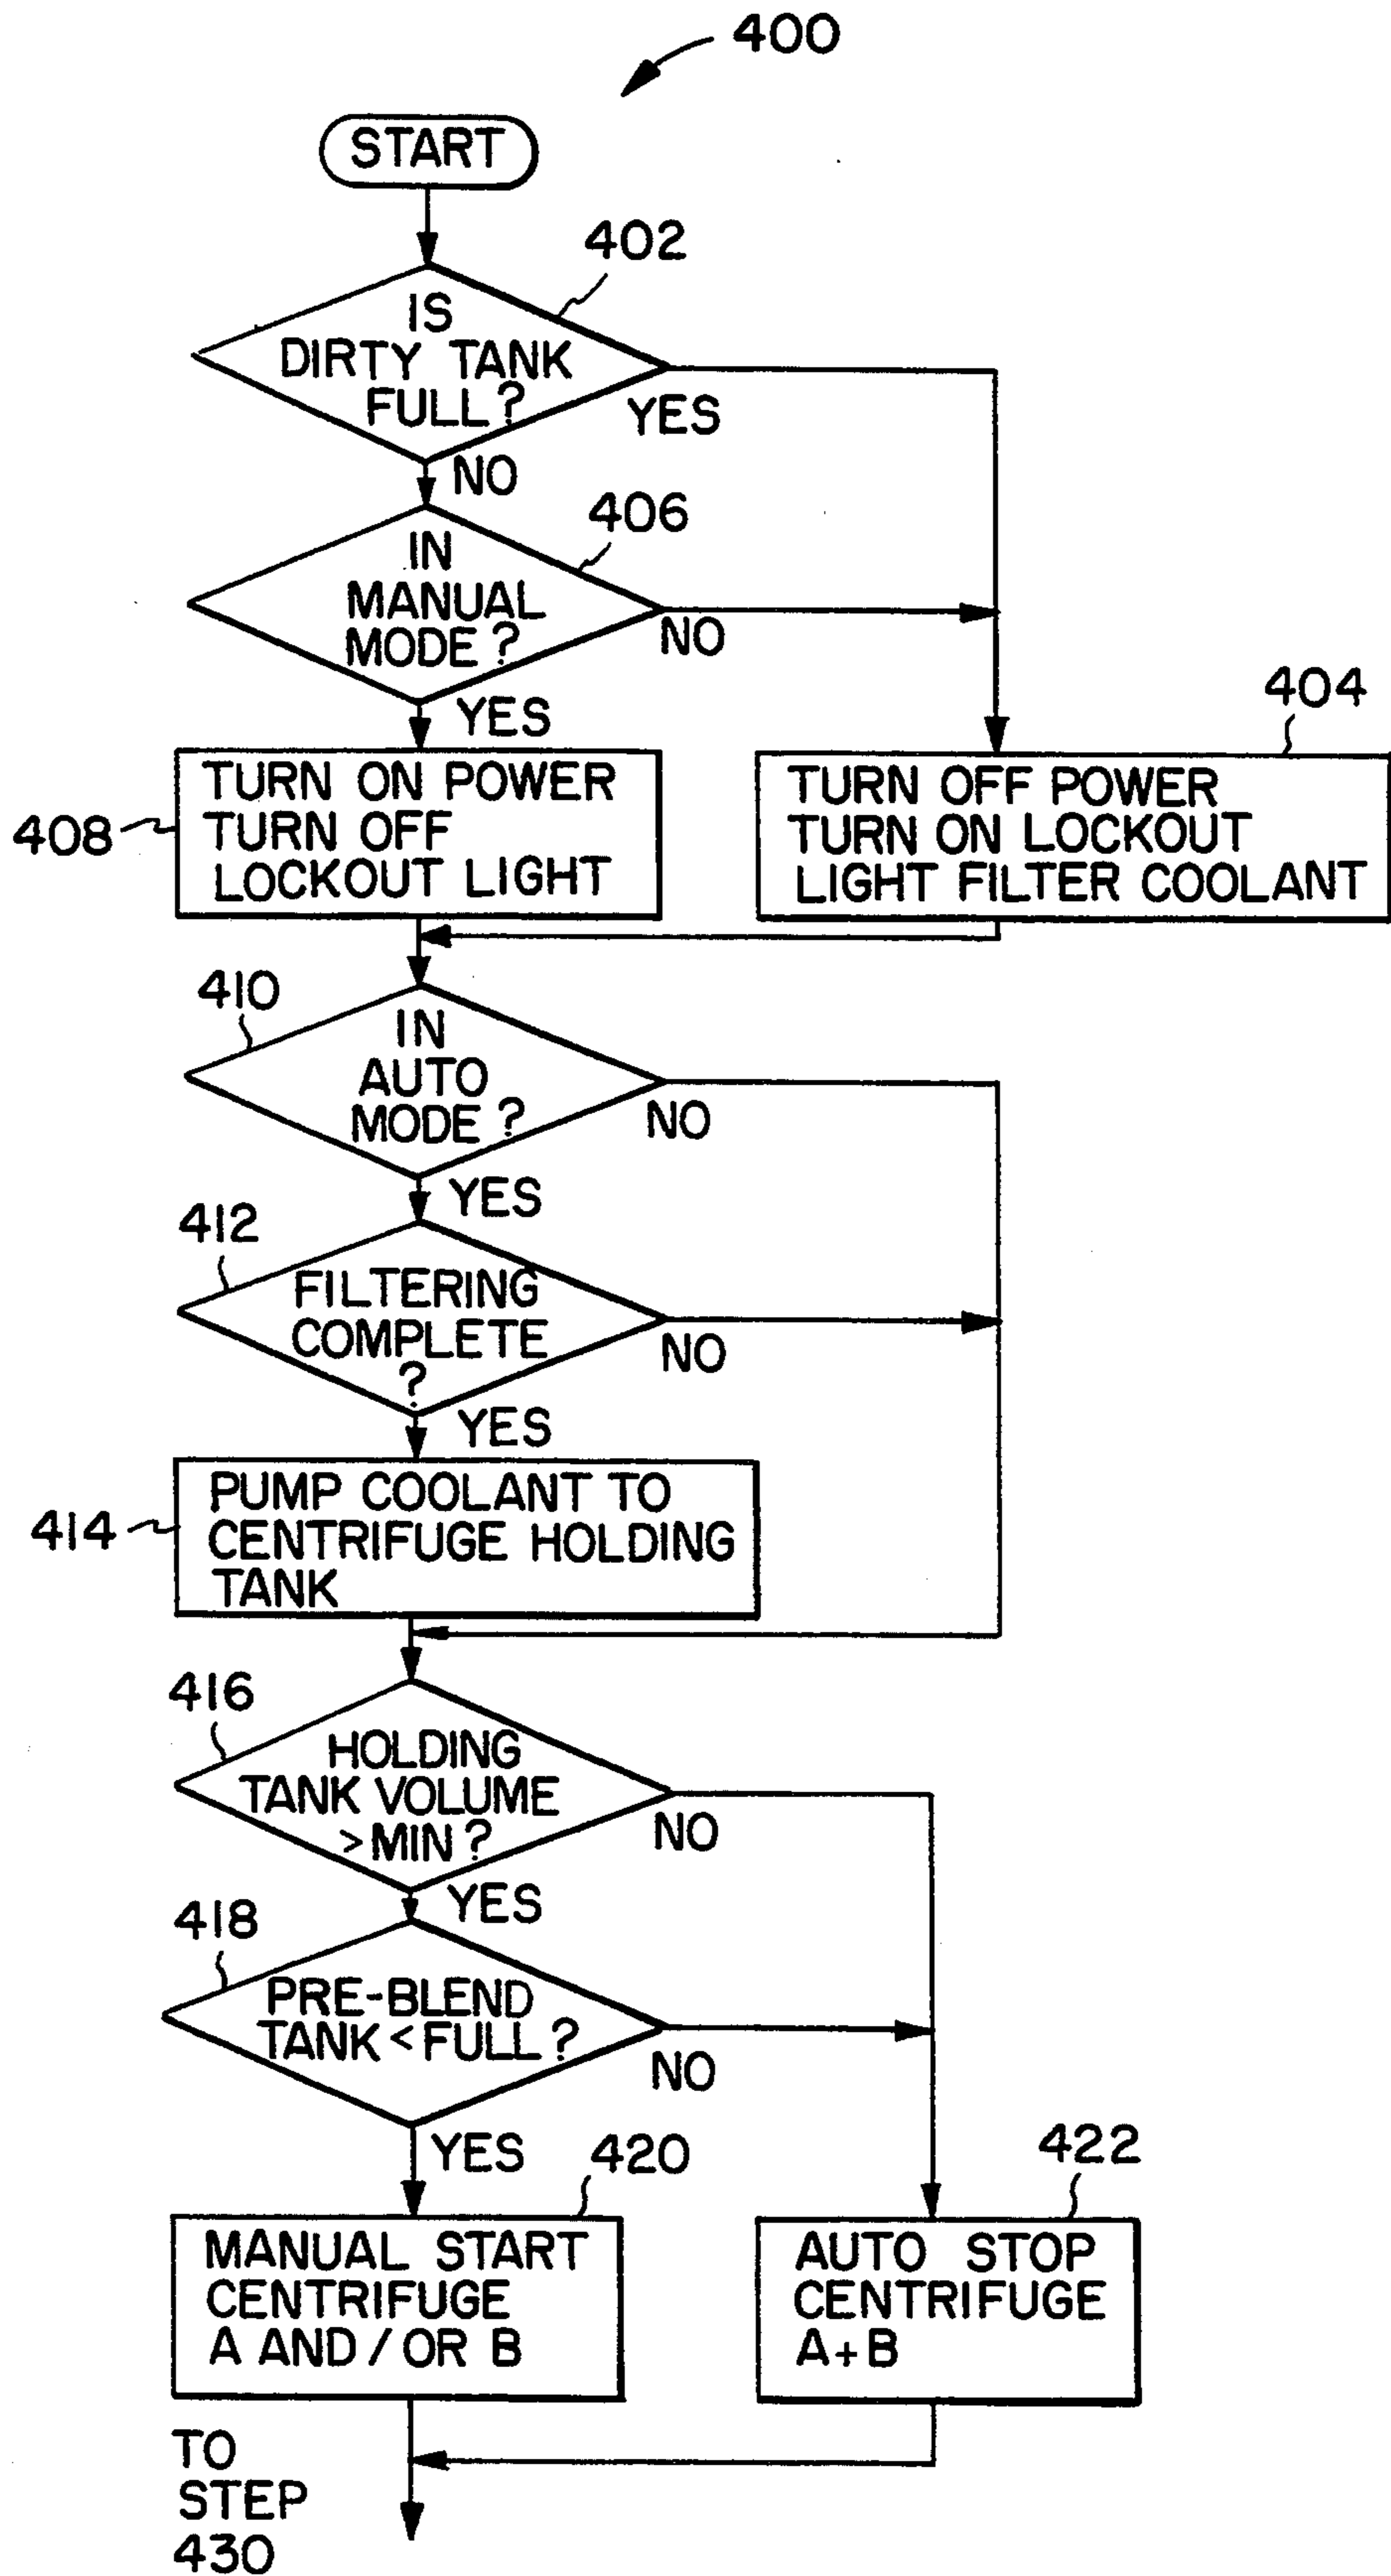 400
START
402
IS
DIRTY TANK
FULL?
YES
NO
406
IN
MANUAL
MODE?
NO
YES
404
408
TURN ON POWER
TURN OFF
LOCKOUT LIGHT
TURN OFF POWER
TURN ON LOCKOUT
LIGHT FILTER COOLANT
410
IN
AUTO
MODE?
NO
YES
412
FILTERING
COMPLETE
?
NO
YES
414
PUMP COOLANT TO
CENTRIFUGE HOLDING
TANK
416
HOLDING
TANK VOLUME
>MIN?
NO
YES
418
PRE-BLEND
TANK < FULL?
NO
YES
420
422
MANUAL START
CENTRIFUGE
A AND/OR B
AUTO STOP
CENTRIFUGE
A+B
TO
STEP
430